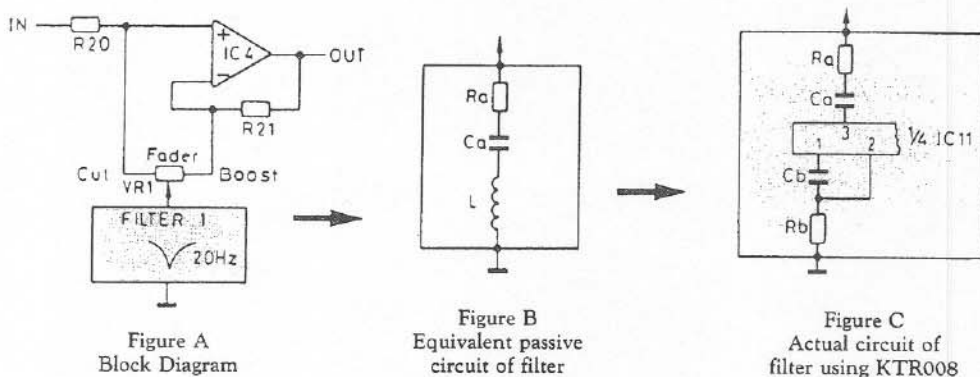 IN
R20
+
IC4
−
OUT
R21
Fader
Cut
VR1
Boost
FILTER 1
20Hz
Figure A
Block Diagram
Ra
Ca
L
Figure B
Equivalent passive
circuit of filter
Ra
Ca
3
1
2
¼ IC11
Cb
Rb
Figure C
Actual circuit of
filter using KTR008